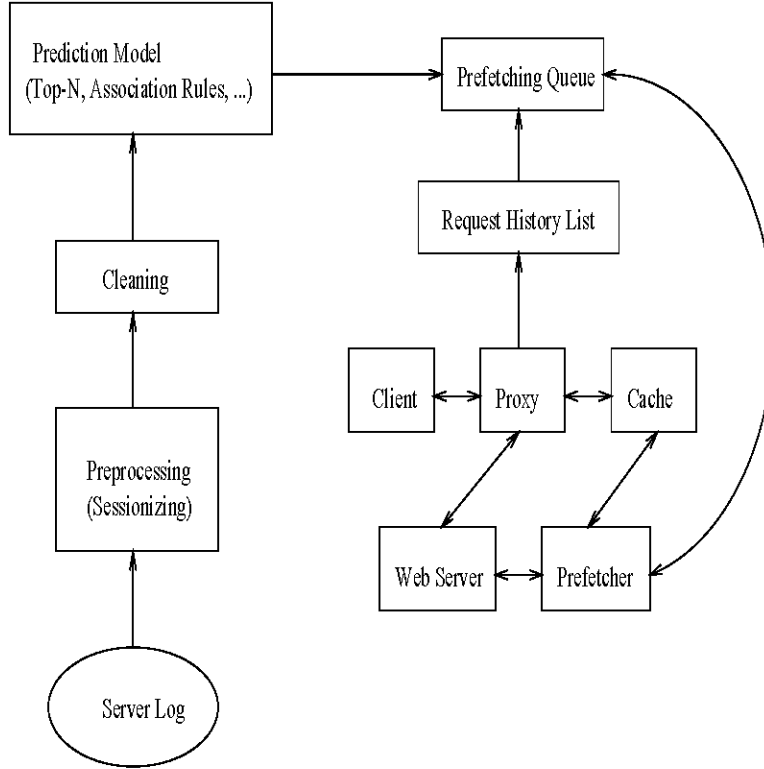 Prediction Model
(Top-N, Association Rules, ...)
Prefetching Queue
Request History List
Cleaning
Client
Proxy
Cache
Preprocessing
(Sessionizing)
Web Server
Prefetcher
Server Log